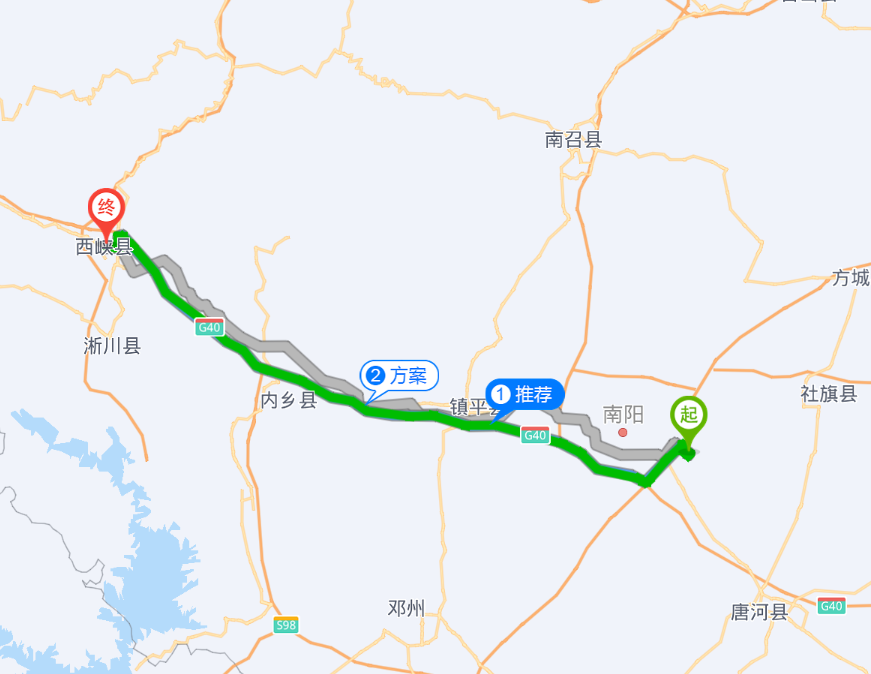 南召县
终
西峡县
方城
G40
淅川县
2 方案
1 推荐
社旗县
内乡县
镇平县
南阳
起
G40
邓州
唐河县
G40
S98